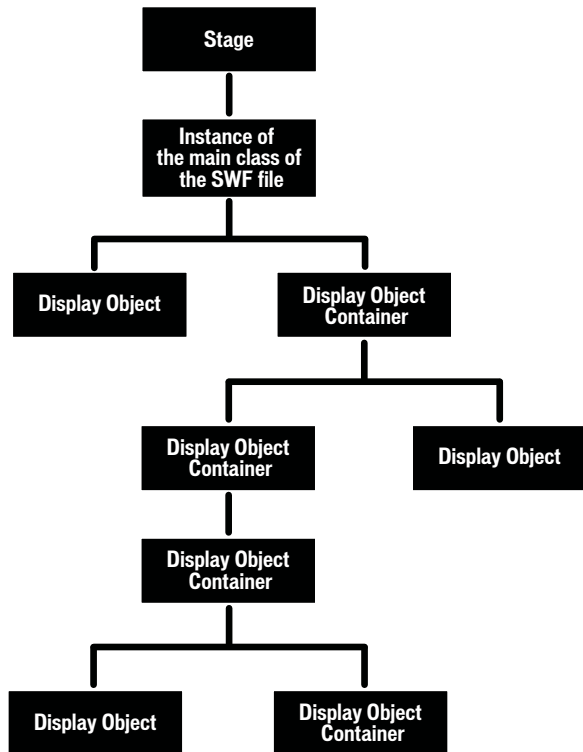 Stage
Instance of
the main class of
the SWF file
Display Object
Display Object
Container
Display Object
Container
Display Object
Display Object
Container
Display Object
Display Object
Container